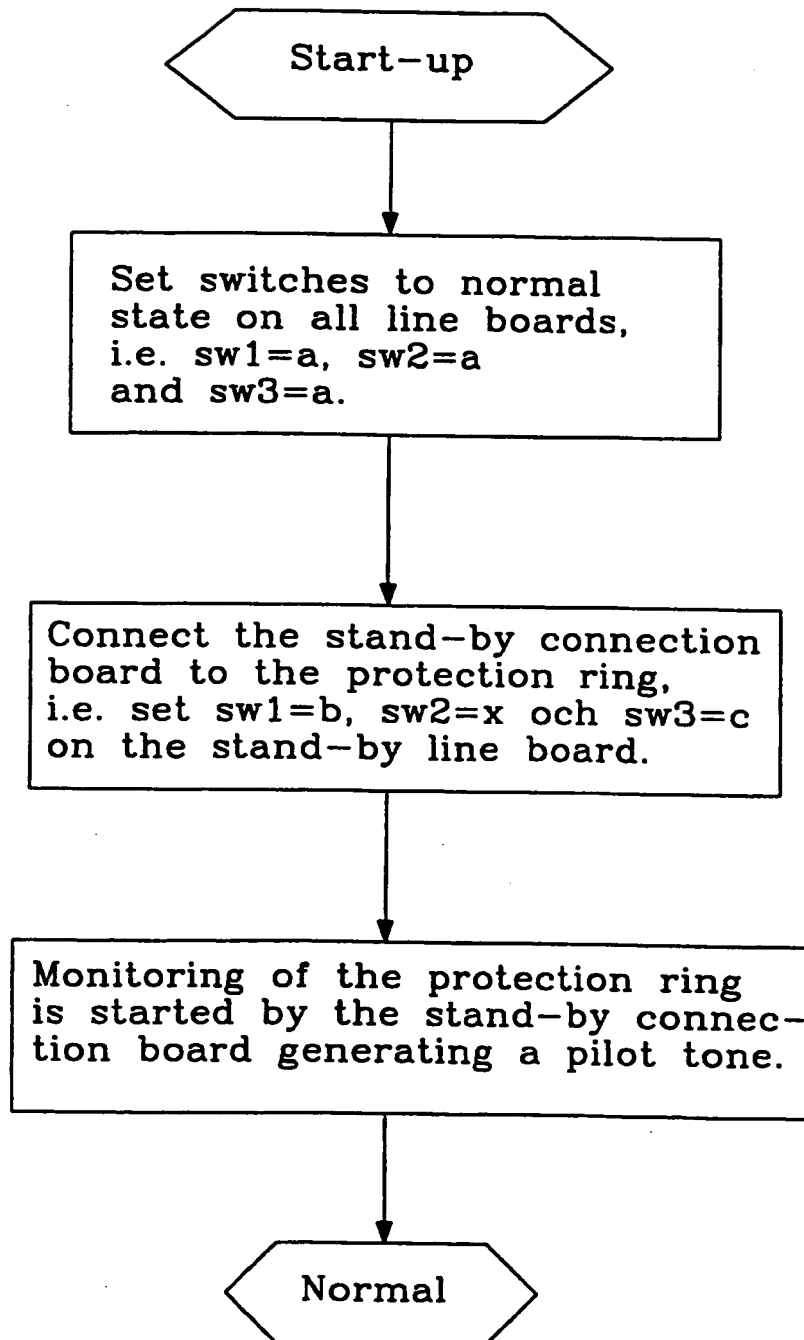 Start-up
Set switches to normal
state on all line boards,
i.e. sw1=a, sw2=a
and sw3=a.
Connect the stand-by connection
board to the protection ring,
i.e. set sw1=b, sw2=x och sw3=c
on the stand-by line board.
Monitoring of the protection ring
is started by the stand-by connec-
tion board generating a pilot tone.
Normal